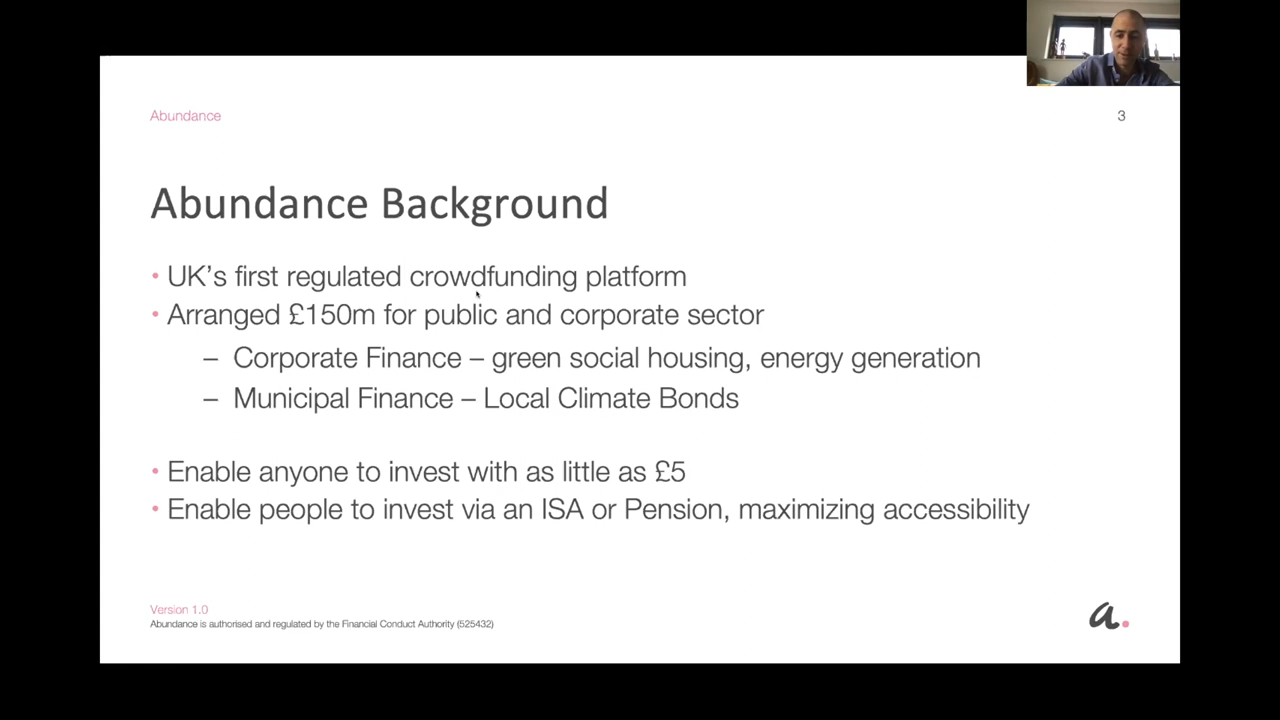 Abundance
3
Abundance Background
• UK's first regulated crowdfunding platform
• Arranged £150m for public and corporate sector
– Corporate Finance – green social housing, energy generation
– Municipal Finance – Local Climate Bonds
• Enable anyone to invest with as little as £5
• Enable people to invest via an ISA or Pension, maximizing accessibility
Version 1.0
Abundance is authorised and regulated by the Financial Conduct Authority (525432)
a.